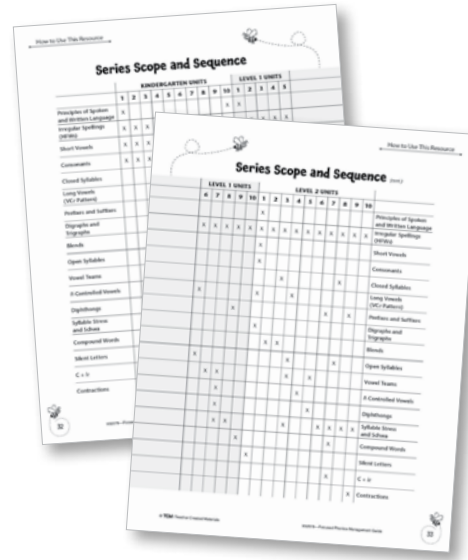 How to Use This Resource
Series Scope and Sequence
KINDERGARTEN UNITS LEVEL 1 UNITS
1 2 3 4 5 6 7 8 9 10 1 2 3 4 5
Principles of Spoken
and Written Language
Irregular Spellings
(HFWs)
Short Vowels
Consonants
Closed Syllables
Long Vowels
(VCe Pattern)
Prefixes and Suffixes
Digraphs and
Trigraphs
Blends
Open Syllables
Vowel Teams
R-Controlled Vowels
Diphthongs
Syllable Stress
and Schwa
Compound Words
Silent Letters
C + le
Contractions
32
How to Use This Resource
Series Scope and Sequence (cont.)
LEVEL 1 UNITS LEVEL 2 UNITS
6 7 8 9 10 1 2 3 4 5 6 7 8 9 10
Principles of Spoken
and Written Language
Irregular Spellings
(HFWs)
Short Vowels
Consonants
Closed Syllables
Long Vowels
(VCe Pattern)
Prefixes and Suffixes
Digraphs and
Trigraphs
Blends
Open Syllables
Vowel Teams
R-Controlled Vowels
Diphthongs
Syllable Stress
and Schwa
Compound Words
Silent Letters
C + le
Contractions
Teacher Created Materials